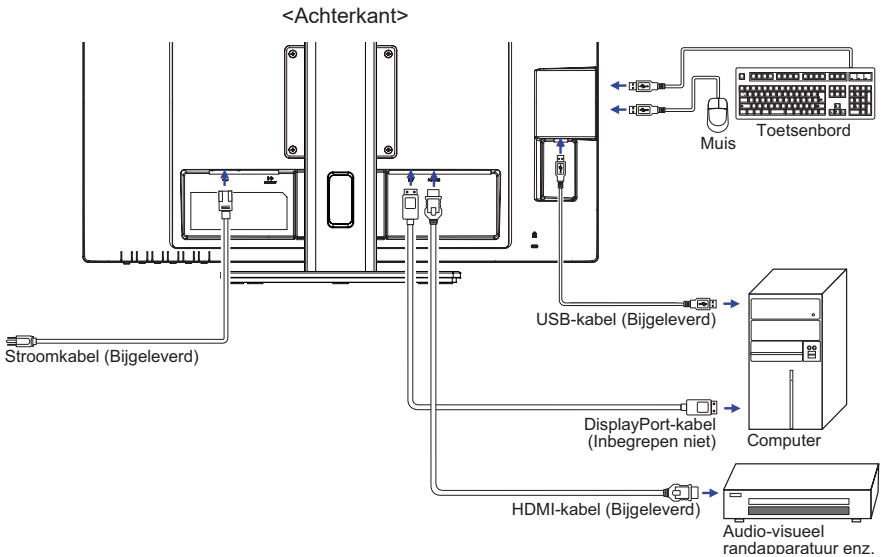 <Achterkant>
Muis
Toetsenbord
USB-kabel (Bijgeleverd)
Stroomkabel (Bijgeleverd)
DisplayPort-kabel
(Inbegrepen niet)
Computer
HDMI-kabel (Bijgeleverd)
Audio-visueel
randapparatuur enz.